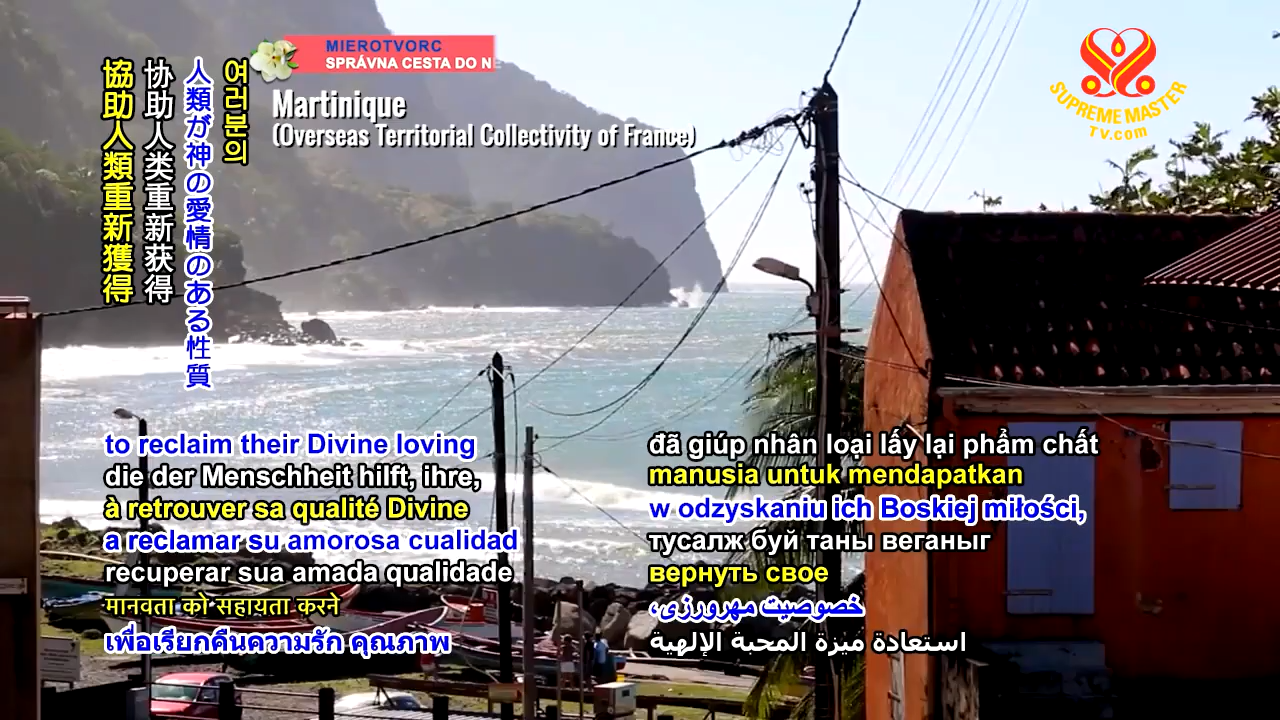 MIEROTVORC
SPRÁVNA CESTA DO NE
Martinique
(Overseas Territorial Collectivity of France)
SUPREME MASTER
TV.com
協助人類重新獲得
协助人类重新获得
人類が神の愛情のある性質
여러분의
to reclaim their Divine loving
die der Menschheit hilft, ihre,
à retrouver sa qualité Divine
a reclamar su amorosa cualidad
recuperar sua amada qualidade
मानवता को सहायता करने
เพื่อเรียกคืนความรัก คุณภาพ
đã giúp nhân loại lấy lại phẩm chất
manusia untuk mendapatkan
w odzyskaniu ich Boskiej miłości,
тусалж буй таны веганыг
вернуть свое
خصوصیت مهرورزی،
استعادة ميزة المحبة الإلهية